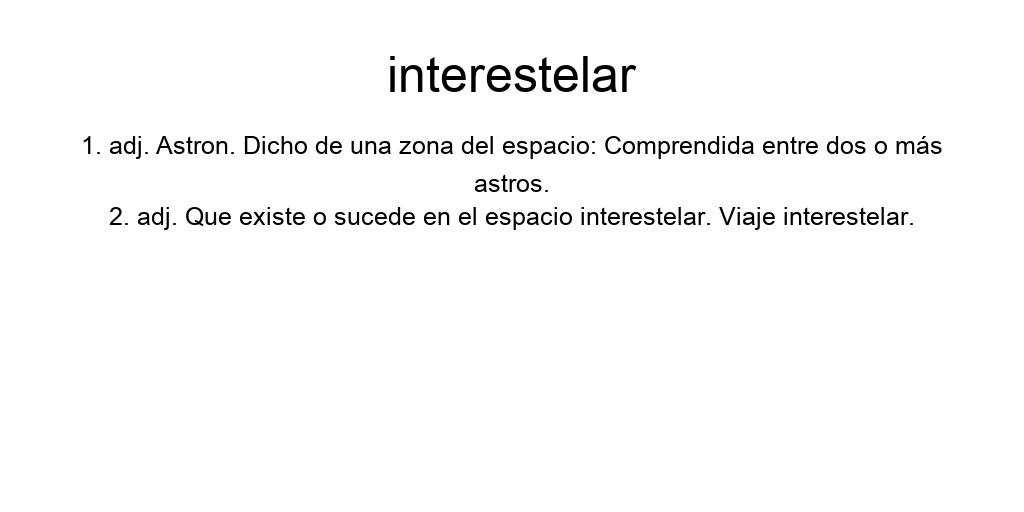 interestelar
1. adj. Astron. Dicho de una zona del espacio: Comprendida entre dos o más
astros.
2. adj. Que existe o sucede en el espacio interestelar. Viaje interestelar.